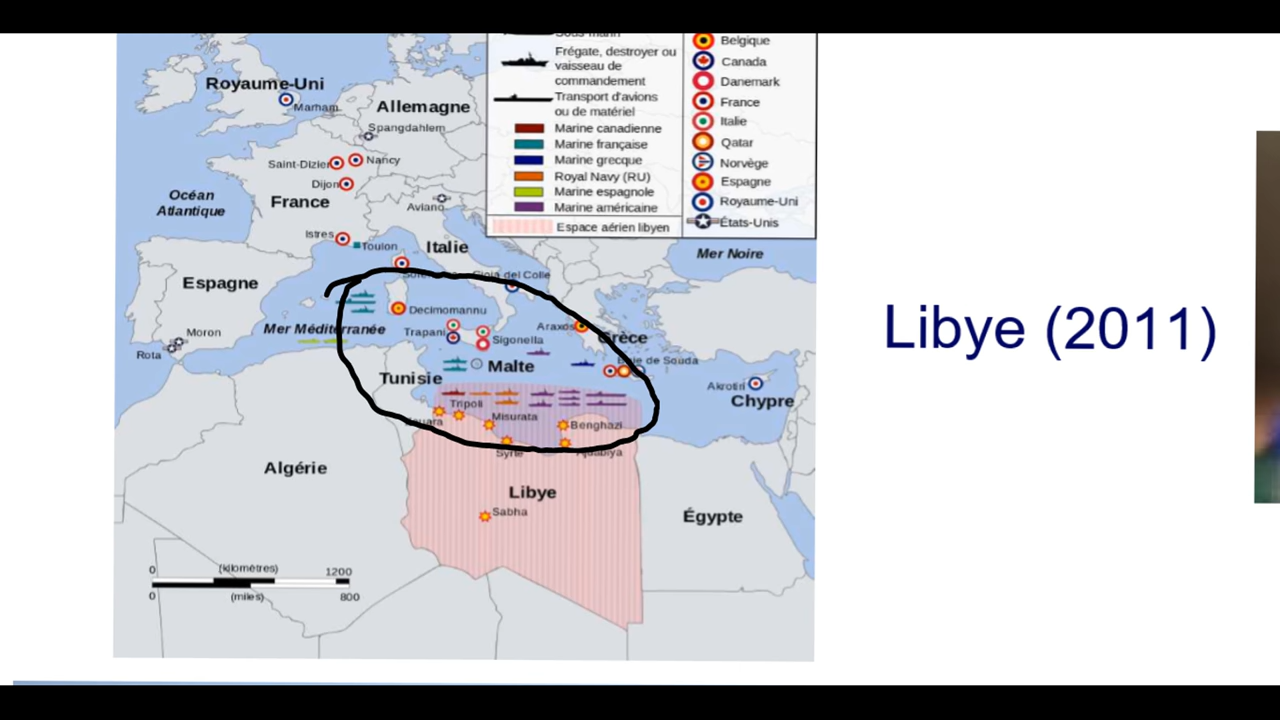 Sous-marin
Frégate, destroyer ou
vaisseau de
commandement
Transport d'avions
ou de matériel
Marine canadienne
Marine française
Marine grecque
Royal Navy (RU)
Marine espagnole
Marine américaine
Espace aérien libyen
Belgique
Canada
Danemark
France
Italie
Qatar
Norvège
Espagne
Royaume-Uni
États-Unis
Royaume-Uni
Marham
Allemagne
Spangdahlem
Saint-Dizier
Nancy
Dijon
Océan
Atlantique
France
Aviano
Istres
Toulon
Italie
Mer Noire
Espagne
Gioia del Colle
Decimomannu
Mer Méditerranée
Trapani
Sigonella
Araxos
Grèce
Moron
Rota
Baie de Souda
Malte
Tunisie
Akrotiri
Chypre
Tripoli
Zouara
Misurata
Benghazi
Syrte
Ajdabiya
Algérie
Libye
Sabha
Égypte
0 (kilomètres) 1200
0 (miles) 800
Libye (2011)